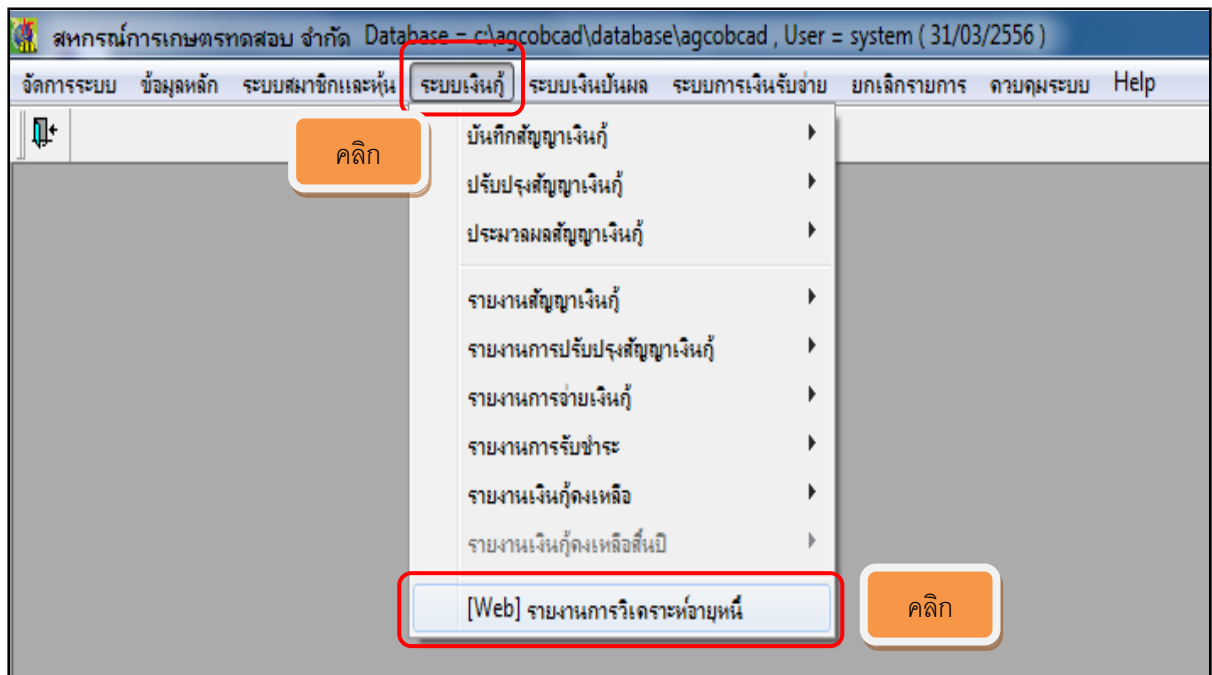 สหกรณ์การเกษตรทดสอบ จำกัด Database = c:\agcobcad\database\agcobcad , User = system ( 31/03/2556 )
จัดการระบบ ข้อมูลหลัก ระบบสมาชิกและหุ้น ระบบเงินกู้ ระบบเงินปันผล ระบบการเงินรับจ่าย ยกเลิกรายการ ควบคุมระบบ Help
คลิก
บันทึกสัญญาเงินกู้
ปรับปรุงสัญญาเงินกู้
ประมวลผลสัญญาเงินกู้
รายงานสัญญาเงินกู้
รายงานการปรับปรุงสัญญาเงินกู้
รายงานการจ่ายเงินกู้
รายงานการรับชำระ
รายงานเงินกู้คงเหลือ
รายงานเงินกู้คงเหลือสิ้นปี
[Web] รายงานการวิเคราะห์อายุหนี้
คลิก